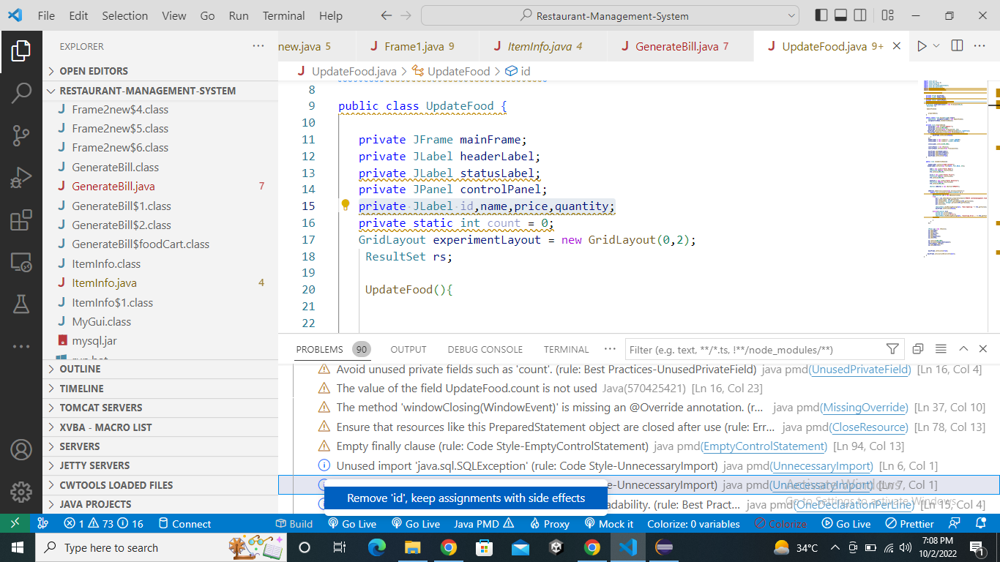 File Edit Selection View Go Run Terminal Help
Restaurant-Management-System
EXPLORER
OPEN EDITORS
RESTAURANT-MANAGEMENT-SYSTEM
J Frame2new$4.class
J Frame2new$5.class
J Frame2new$6.class
J GenerateBill.class
J GenerateBill.java 7
J GenerateBill$1.class
J GenerateBill$2.class
J GenerateBill$foodCart.class
J ItemInfo.class
J ItemInfo.java 4
J ItemInfo$1.class
J MyGui.class
mysql.jar
OUTLINE
TIMELINE
TOMCAT SERVERS
XVBA - MACRO LIST
SERVERS
JETTY SERVERS
CWTOOLS LOADED FILES
JAVA PROJECTS
new.java 5 J Frame1.java 9 J ItemInfo.java 4 J GenerateBill.java 7 J UpdateFood.java 9+
J UpdateFood.java > UpdateFood > id
8
9 public class UpdateFood {
10
11 private JFrame mainFrame;
12 private JLabel headerLabel;
13 private JLabel statusLabel;
14 private JPanel controlPanel;
15 private JLabel id,name,price,quantity;
16 private static int count = 0;
17 GridLayout experimentLayout = new GridLayout(0,2);
18 ResultSet rs;
19
20 UpdateFood(){
21
22
PROBLEMS 90 OUTPUT DEBUG CONSOLE TERMINAL ··· Filter (e.g. text, **/*.ts, !**/node_modules/**)
Avoid unused private fields such as 'count'. (rule: Best Practices-UnusedPrivateField) java pmd(UnusedPrivateField) [Ln 16, Col 4]
The value of the field UpdateFood.count is not used Java(570425421) [Ln 16, Col 23]
The method 'windowClosing(WindowEvent)' is missing an @Override annotation. (r... java pmd(MissingOverride) [Ln 37, Col 10]
Ensure that resources like this PreparedStatement object are closed after use (rule: Err... java pmd(CloseResource) [Ln 78, Col 13]
Empty finally clause (rule: Code Style-EmptyControlStatement) java pmd(EmptyControlStatement) [Ln 94, Col 13]
Unused import 'java.sql.SQLException' (rule: Code Style-UnnecessaryImport) java pmd(UnnecessaryImport) [Ln 6, Col 1]
e-UnnecessaryImport) java pmd(UnnecessaryImport) [Ln 7, Col 1]
Remove 'id', keep assignments with side effects
adability. (rule: Best Pract... java pmd(OneDeclarationPerLine) [Ln 15, Col 4]
Activate Windows
Go to Settings to activate Windows.
1 73 16 Connect Build Go Live Go Live Java PMD Proxy Mock it Colorize: 0 variables Colorize Go Live Prettier
Type here to search
34°C
7:08 PM
10/2/2022
1